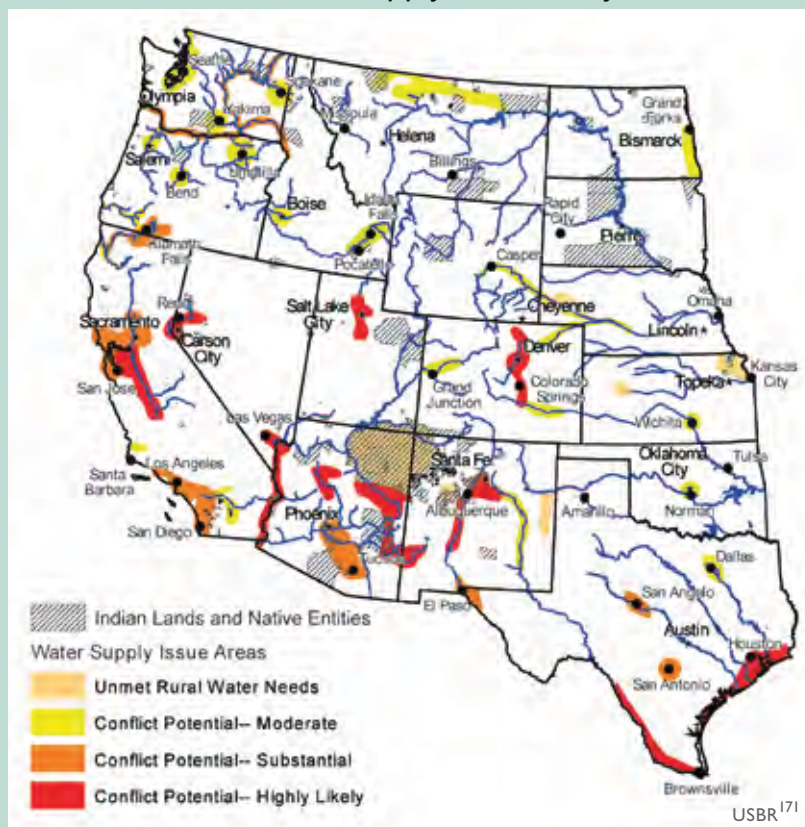 Seattle
Spokane
Olympia
Yakima
Missoula
Helena
Grand Forks
Bismarck
Salem
Umatilla
Bend
Billings
Boise
Idaho Falls
Rapid City
Pierre
Klamath Falls
Pocatello
Casper
Reno
Salt Lake City
Cheyenne
Omaha
Sacramento
Carson City
Lincoln
Denver
San Jose
Grand Junction
Colorado Springs
Topeka
Kansas City
Las Vegas
Wichita
Santa Barbara
Los Angeles
Santa Fe
Oklahoma City
Tulsa
Phoenix
Albuquerque
Amarillo
Norman
San Diego
Tucson
Dallas
El Paso
San Angelo
Austin
Houston
San Antonio
Brownsville
Indian Lands and Native Entities
Water Supply Issue Areas
Unmet Rural Water Needs
Conflict Potential-- Moderate
Conflict Potential-- Substantial
Conflict Potential-- Highly Likely
USBR171